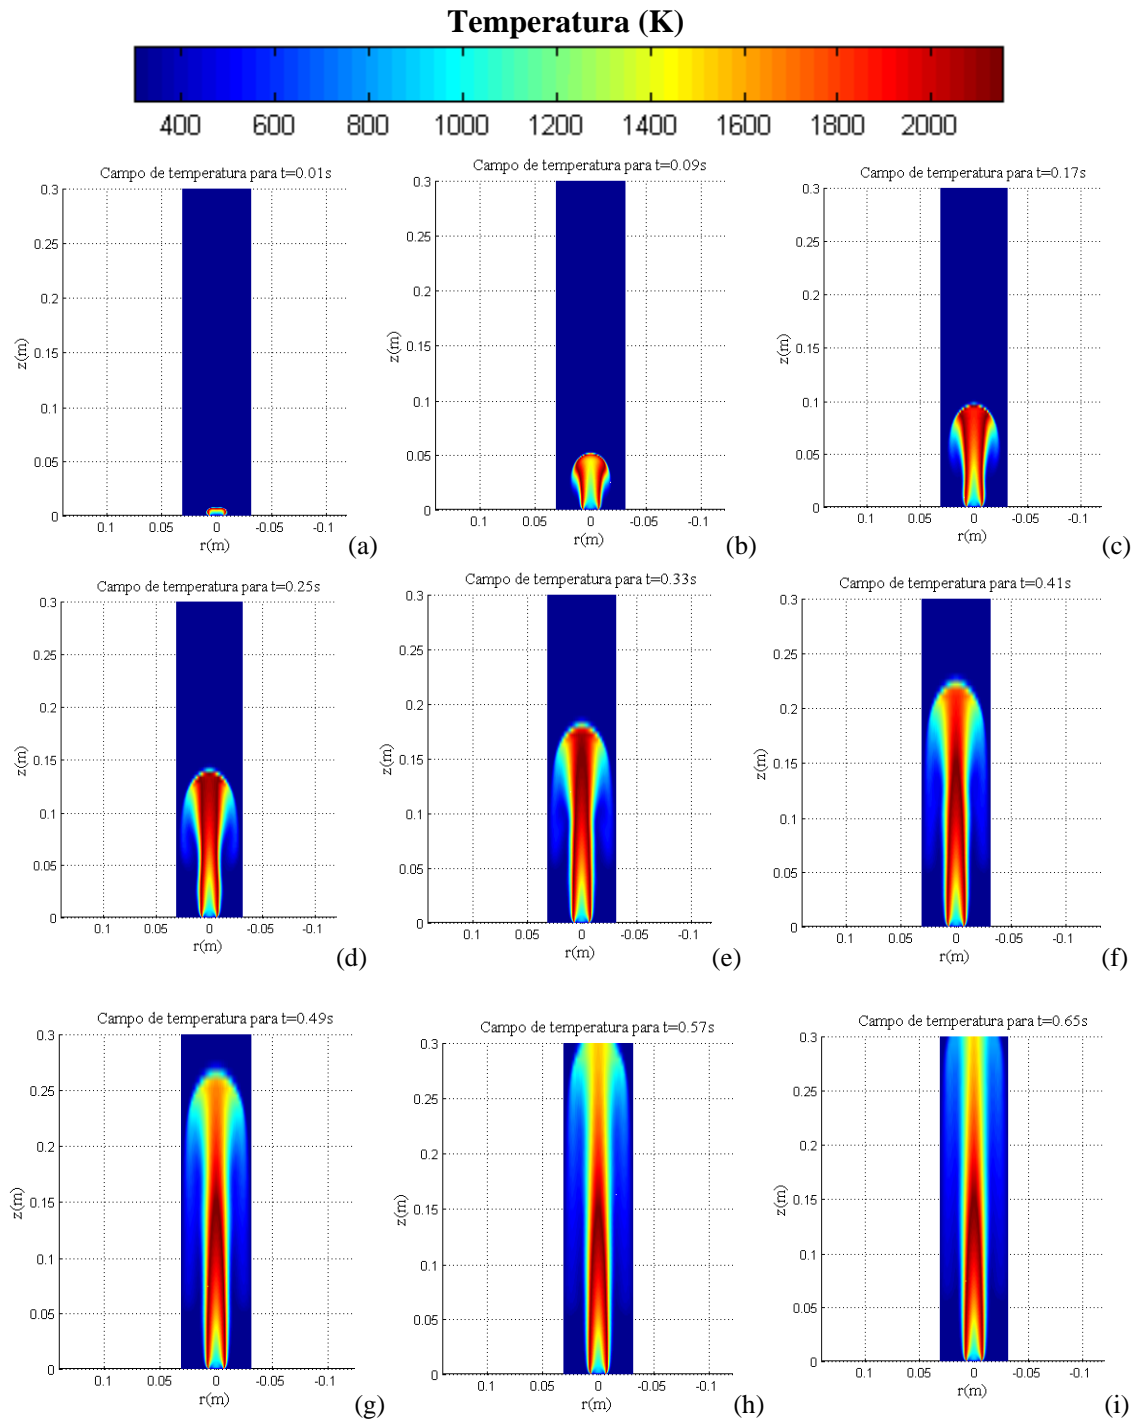 Temperatura (K)
400 600 800 1000 1200 1400 1600 1800 2000
Campo de temperatura para t=0.01s
0.3
0.25
0.2
0.15
0.1
0.05
0
z(m)
0.1 0.05 0 -0.05 -0.1
r(m)
(a)
Campo de temperatura para t=0.09s
0.3
0.25
0.2
0.15
0.1
0.05
0
z(m)
0.1 0.05 0 -0.05 -0.1
r(m)
(b)
Campo de temperatura para t=0.17s
0.3
0.25
0.2
0.15
0.1
0.05
0
z(m)
0.1 0.05 0 -0.05 -0.1
r(m)
(c)
Campo de temperatura para t=0.25s
0.3
0.25
0.2
0.15
0.1
0.05
0
z(m)
0.1 0.05 0 -0.05 -0.1
r(m)
(d)
Campo de temperatura para t=0.33s
0.3
0.25
0.2
0.15
0.1
0.05
0
z(m)
0.1 0.05 0 -0.05 -0.1
r(m)
(e)
Campo de temperatura para t=0.41s
0.3
0.25
0.2
0.15
0.1
0.05
0
z(m)
0.1 0.05 0 -0.05 -0.1
r(m)
(f)
Campo de temperatura para t=0.49s
0.3
0.25
0.2
0.15
0.1
0.05
0
z(m)
0.1 0.05 0 -0.05 -0.1
r(m)
(g)
Campo de temperatura para t=0.57s
0.3
0.25
0.2
0.15
0.1
0.05
0
z(m)
0.1 0.05 0 -0.05 -0.1
r(m)
(h)
Campo de temperatura para t=0.65s
0.3
0.25
0.2
0.15
0.1
0.05
0
z(m)
0.1 0.05 0 -0.05 -0.1
r(m)
(i)